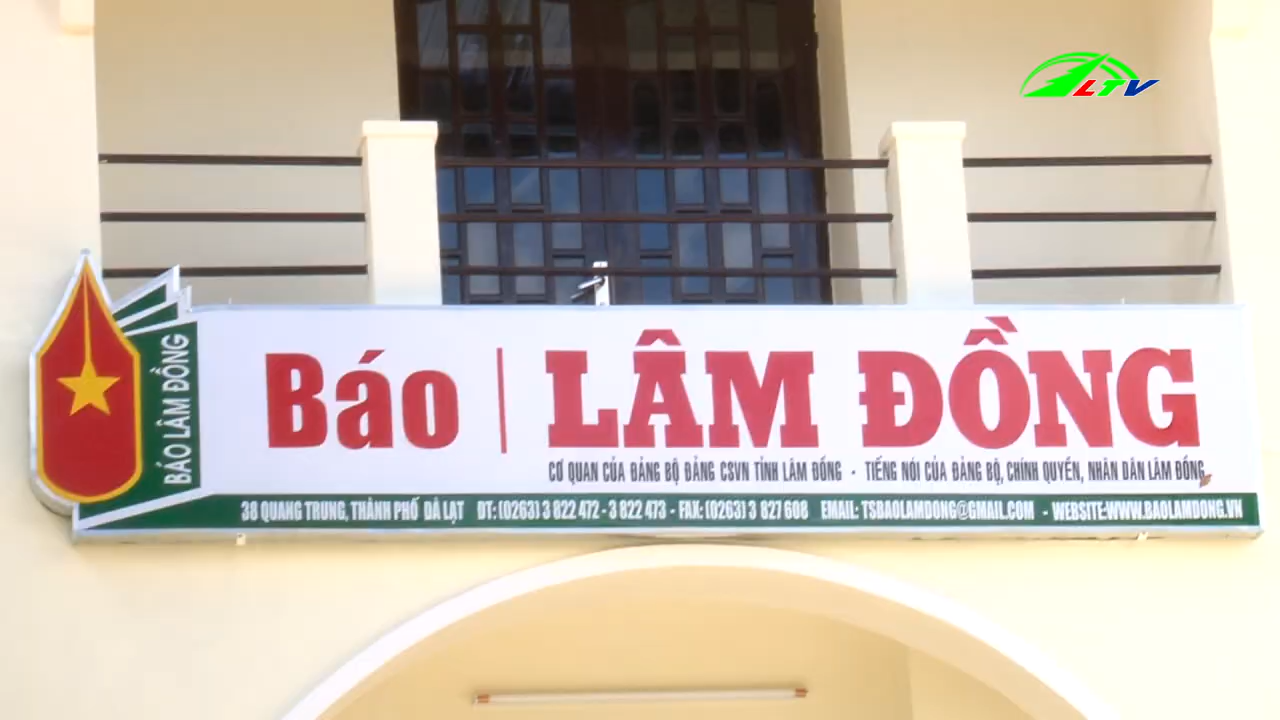 LTV
BÁO LÂM ĐỒNG
Báo | LÂM ĐỒNG
CƠ QUAN CỦA ĐẢNG BỘ ĐẢNG CSVN TỈNH LÂM ĐỒNG - TIẾNG NÓI CỦA ĐẢNG BỘ, CHÍNH QUYỀN, NHÂN DÂN LÂM ĐỒNG
38 QUANG TRUNG, THÀNH PHỐ ĐÀ LẠT ĐT: (0263) 3 822 472 - 3 822 473 - FAX: (0263) 3 827 608 EMAIL: TSBAOLAMDONG@GMAIL.COM - WEBSITE:WWW.BAOLAMDONG.VN